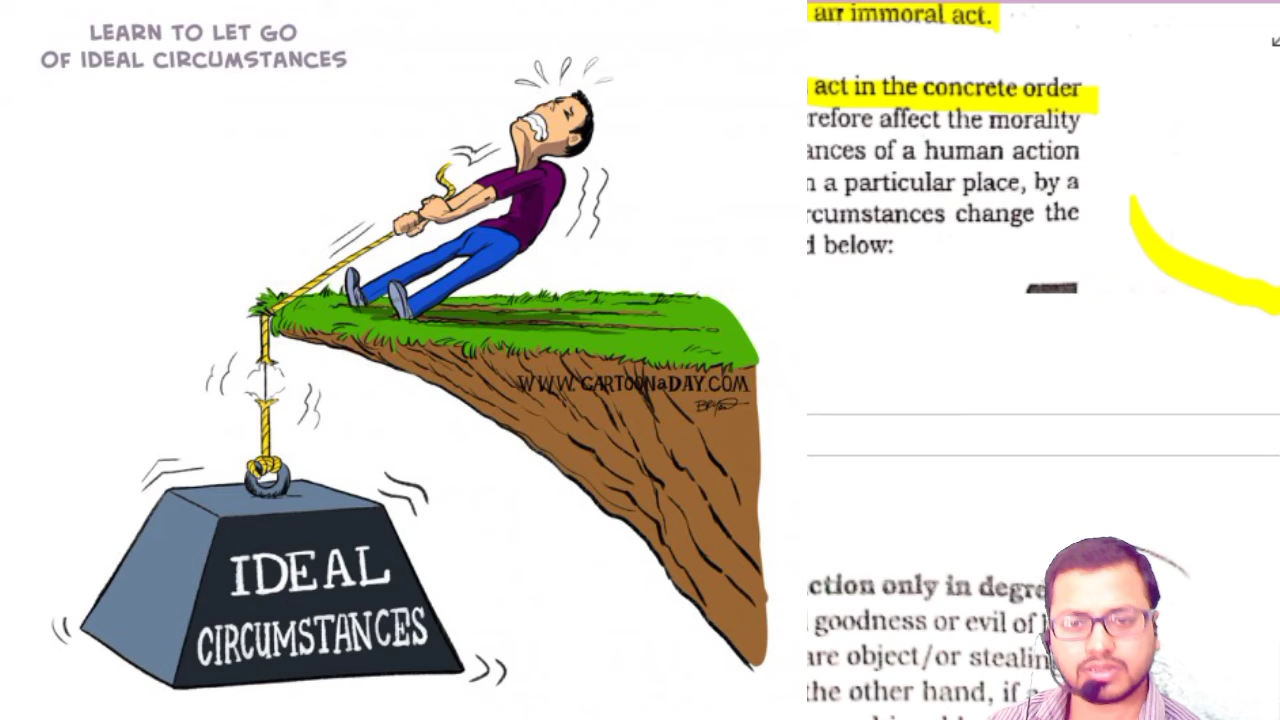 LEARN TO LET GO
OF IDEAL CIRCUMSTANCES
WWW.CARTOONaDAY.COM
IDEAL
CIRCUMSTANCES
an immoral act.
act in the concrete order
refore affect the morality
ances of a human action
a particular place, by a
rcumstances change the
below:
ction only in degre
goodness or evil of
are object/or stealin
the other hand, if